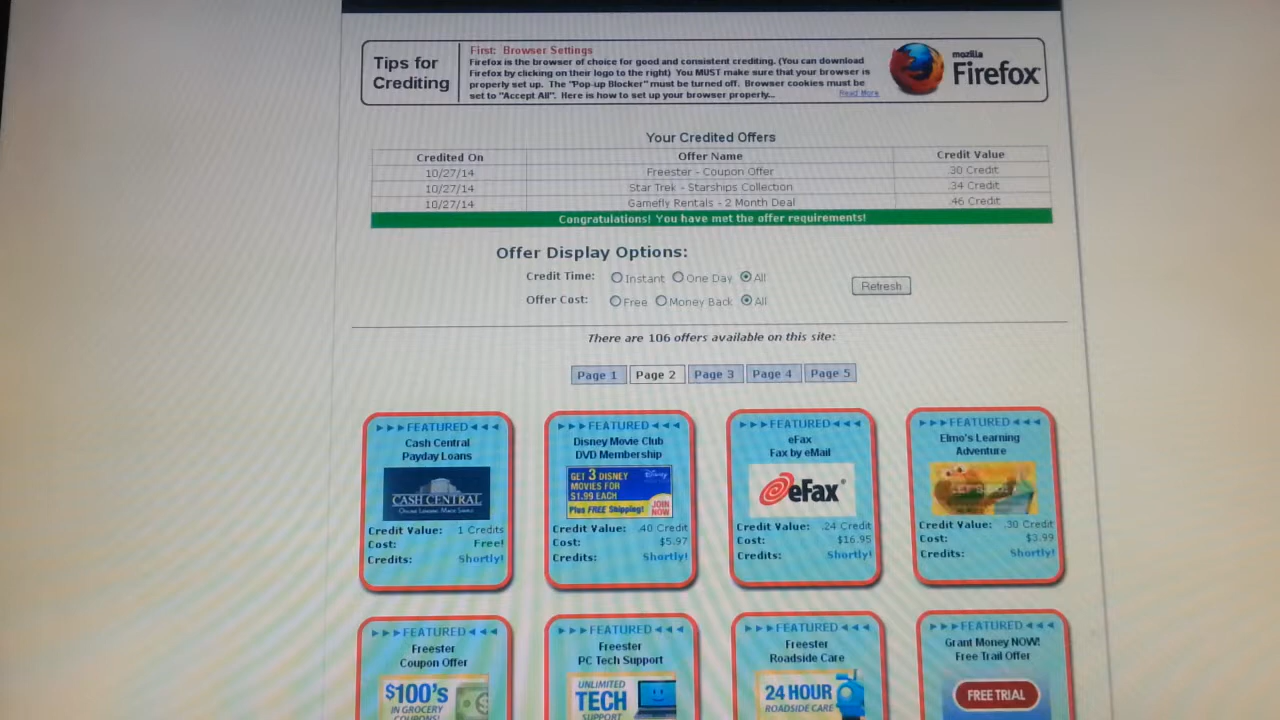 Tips for
Crediting
First: Browser Settings
Firefox is the browser of choice for good and consistent crediting. (You can download
Firefox by clicking on their logo to the right) You MUST make sure that your browser is
properly set up. The "Pop-up Blocker" must be turned off. Browser cookies must be
set to "Accept All". Here is how to set up your browser properly...
Read More
mozilla
Firefox
Your Credited Offers
Credited On Offer Name Credit Value
10/27/14 Freester - Coupon Offer .30 Credit
10/27/14 Star Trek - Starships Collection .34 Credit
10/27/14 Gamefly Rentals - 2 Month Deal .46 Credit
Congratulations! You have met the offer requirements!
Offer Display Options:
Credit Time: Instant One Day All
Refresh
Offer Cost: Free Money Back All
There are 106 offers available on this site:
Page 1 Page 2 Page 3 Page 4 Page 5
►►►FEATURED◄◄◄
Cash Central
Payday Loans
CASH CENTRAL
Online Lending Made Simple
Credit Value: 1 Credits
Cost: Free!
Credits: Shortly!
►►►FEATURED◄◄◄
Disney Movie Club
DVD Membership
GET 3 DISNEY
MOVIES FOR
$1.99 EACH
Plus FREE Shipping!
Disney
JOIN
NOW
Credit Value: .40 Credit
Cost: $5.97
Credits: Shortly!
►►►FEATURED◄◄◄
eFax
Fax by eMail
eFax
Credit Value: .24 Credit
Cost: $16.95
Credits: Shortly!
►►►FEATURED◄◄◄
Elmo's Learning
Adventure
Credit Value: .30 Credit
Cost: $3.99
Credits: Shortly!
►►►FEATURED◄◄◄
Freester
Coupon Offer
$100's
IN GROCERY
COUPONS!
►►►FEATURED◄◄◄
Freester
PC Tech Support
UNLIMITED
TECH
SUPPORT
►►►FEATURED◄◄◄
Freester
Roadside Care
24 HOUR
ROADSIDE CARE
►►►FEATURED◄◄◄
Grant Money NOW!
Free Trail Offer
FREE TRIAL